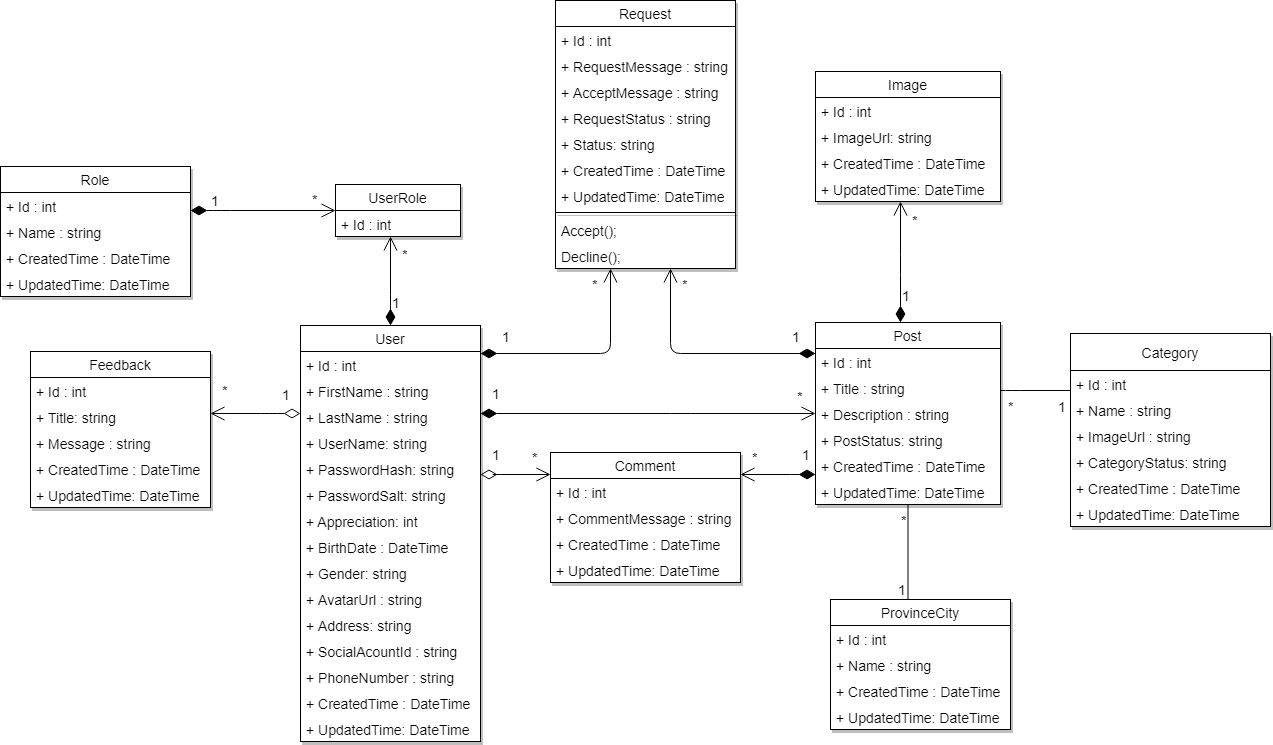 Request
+ Id : int
+ RequestMessage : string
+ AcceptMessage : string
+ RequestStatus : string
+ Status: string
+ CreatedTime : DateTime
+ UpdatedTime: DateTime
Accept();
Decline();
* *
Image
+ Id : int
+ ImageUrl: string
+ CreatedTime : DateTime
+ UpdatedTime: DateTime
*
1
Role
+ Id : int
+ Name : string
+ CreatedTime : DateTime
+ UpdatedTime: DateTime
1 *
UserRole
+ Id : int
*
1
Feedback
+ Id : int
+ Title: string
+ Message : string
+ CreatedTime : DateTime
+ UpdatedTime: DateTime
* 1
User
+ Id : int
+ FirstName : string
+ LastName : string
+ UserName: string
+ PasswordHash: string
+ PasswordSalt: string
+ Appreciation: int
+ BirthDate : DateTime
+ Gender: string
+ AvatarUrl : string
+ Address: string
+ SocialAcountId : string
+ PhoneNumber : string
+ CreatedTime : DateTime
+ UpdatedTime: DateTime
1 1
1 *
1 * * 1
Comment
+ Id : int
+ CommentMessage : string
+ CreatedTime : DateTime
+ UpdatedTime: DateTime
Post
+ Id : int
+ Title : string
+ Description : string
+ PostStatus: string
+ CreatedTime : DateTime
+ UpdatedTime: DateTime
* 1
Category
+ Id : int
+ Name : string
+ ImageUrl : string
+ CategoryStatus: string
+ CreatedTime : DateTime
+ UpdatedTime: DateTime
*
1
ProvinceCity
+ Id : int
+ Name : string
+ CreatedTime : DateTime
+ UpdatedTime: DateTime